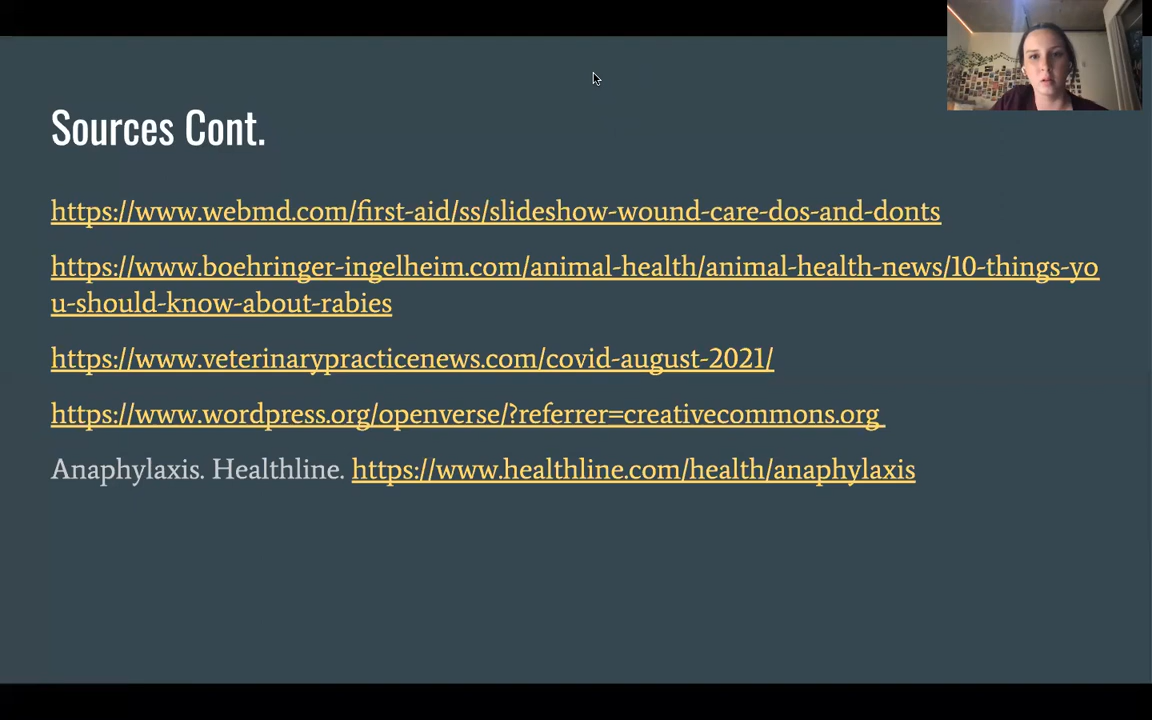 Sources Cont.
https://www.webmd.com/first-aid/ss/slideshow-wound-care-dos-and-donts
https://www.boehringer-ingelheim.com/animal-health/animal-health-news/10-things-yo
u-should-know-about-rabies
https://www.veterinarypracticenews.com/covid-august-2021/
https://www.wordpress.org/openverse/?referrer=creativecommons.org
Anaphylaxis. Healthline. https://www.healthline.com/health/anaphylaxis